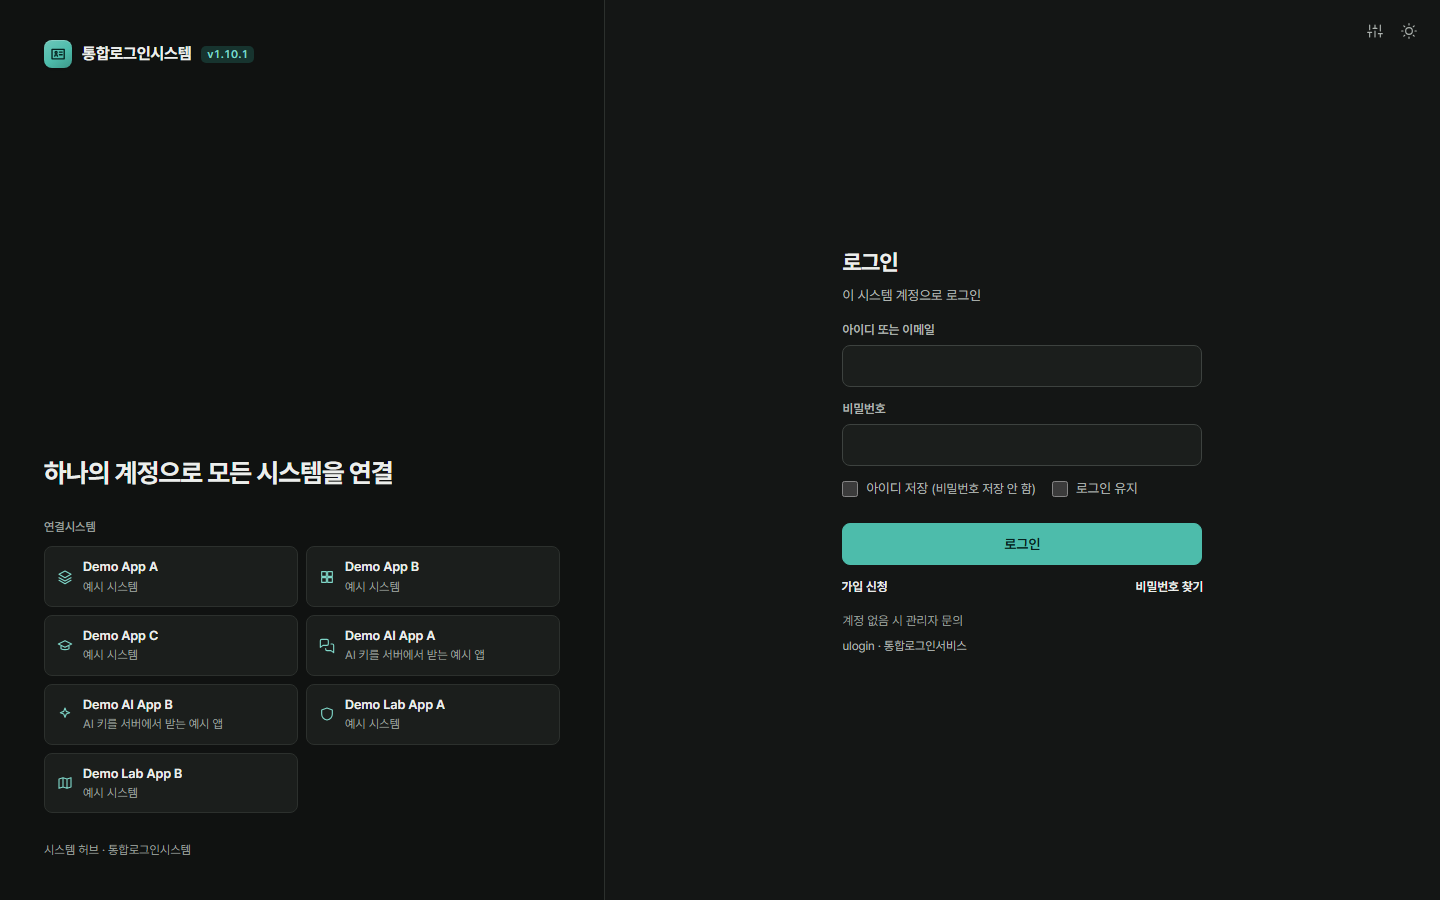 통합로그인시스템 v1.10.1
하나의 계정으로 모든 시스템을 연결
연결시스템
Demo App A
예시 시스템
Demo App B
예시 시스템
Demo App C
예시 시스템
Demo AI App A
AI 키를 서버에서 받는 예시 앱
Demo AI App B
AI 키를 서버에서 받는 예시 앱
Demo Lab App A
예시 시스템
Demo Lab App B
예시 시스템
시스템 허브 · 통합로그인시스템
로그인
이 시스템 계정으로 로그인
아이디 또는 이메일
비밀번호
아이디 저장 (비밀번호 저장 안 함) 로그인 유지
로그인
가입 신청 비밀번호 찾기
계정 없음 시 관리자 문의
ulogin · 통합로그인서비스